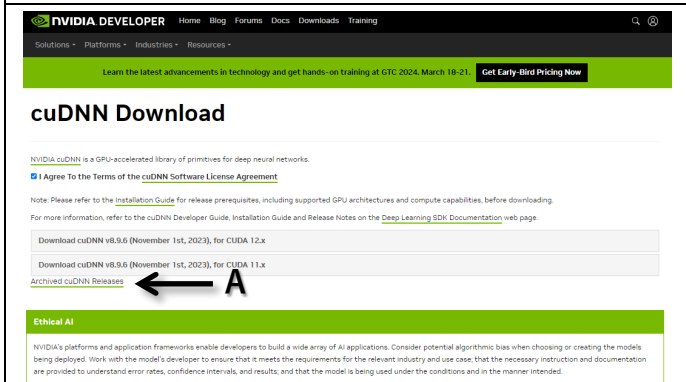 NVIDIA. DEVELOPER Home Blog Forums Docs Downloads Training
Solutions Platforms Industries Resources
Learn the latest advancements in technology and get hands-on training at GTC 2024. March 18-21. Get Early-Bird Pricing Now
cuDNN Download
NVIDIA cuDNN is a GPU-accelerated library of primitives for deep neural networks.
I Agree To the Terms of the cuDNN Software License Agreement
Note: Please refer to the Installation Guide for release prerequisites, including supported GPU architectures and compute capabilities, before downloading.
For more information, refer to the cuDNN Developer Guide, Installation Guide and Release Notes on the Deep Learning SDK Documentation web page.
Download cuDNN v8.9.6 (November 1st, 2023), for CUDA 12.x
Download cuDNN v8.9.6 (November 1st, 2023), for CUDA 11.x
Archived cuDNN Releases A
Ethical AI
NVIDIA's platforms and application frameworks enable developers to build a wide array of AI applications. Consider potential algorithmic bias when choosing or creating the models
being deployed. Work with the model's developer to ensure that it meets the requirements for the relevant industry and use case; that the necessary instruction and documentation
are provided to understand error rates, confidence intervals, and results; and that the model is being used under the conditions and in the manner intended.